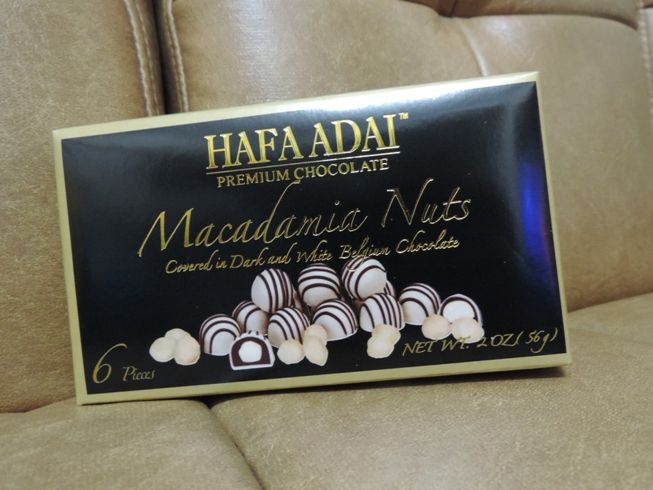 HAFA ADAI™
PREMIUM CHOCOLATE
Macadamia Nuts
Covered in Dark and White Belgium Chocolate
6 Pieces
NET WT. 2 OZ ( 56g )